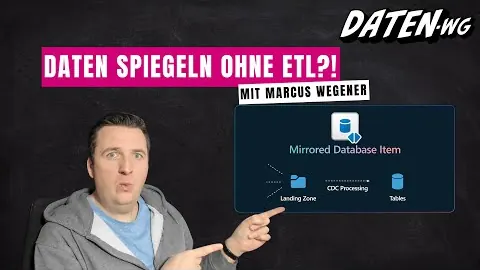 DATEN-WG
DATEN SPIEGELN OHNE ETL?!
MIT MARCUS WEGENER
Mirrored Database Item
CDC Processing
Landing Zone
Tables